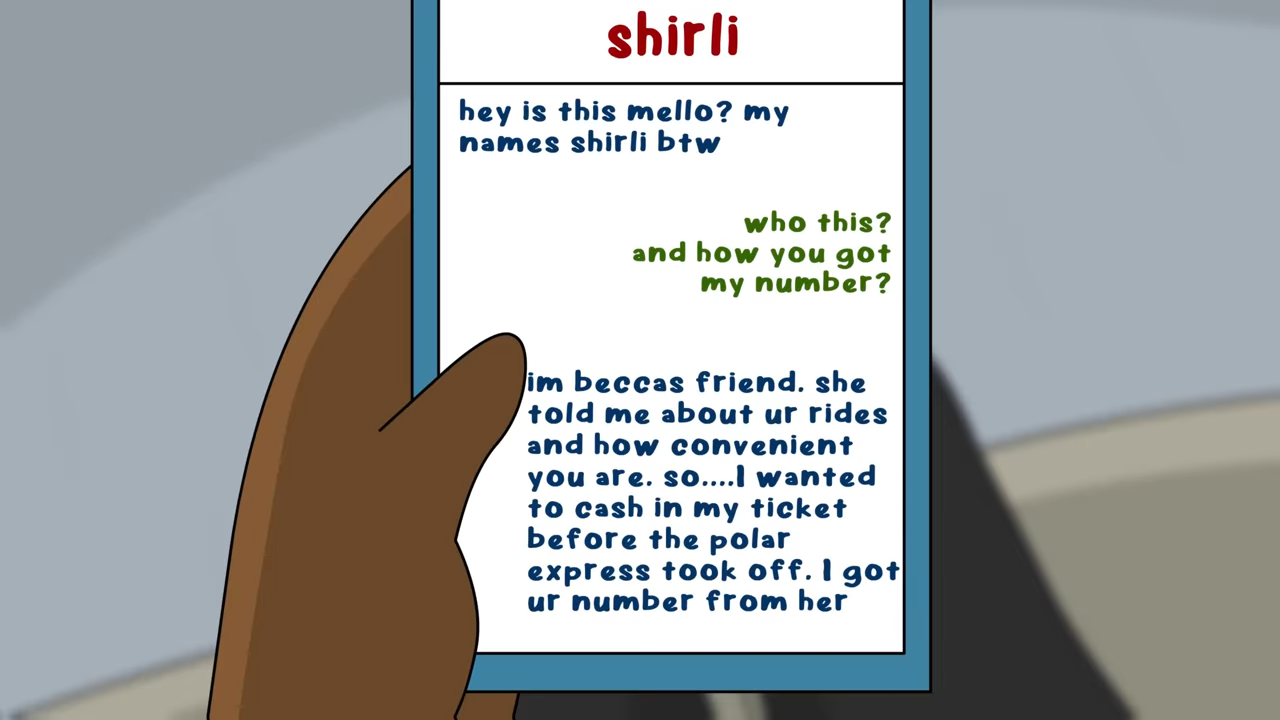 shirli
hey is this mello? my
names shirli btw
who this?
and how you got
my number?
im beccas friend. she
told me about ur rides
and how convenient
you are. so....I wanted
to cash in my ticket
before the polar
express took off. I got
ur number from her